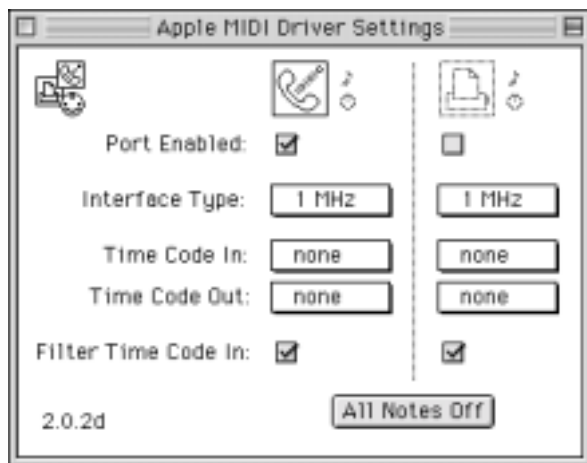 Apple MIDI Driver Settings
Port Enabled:
Interface Type: 1 MHz 1 MHz
Time Code In: none none
Time Code Out: none none
Filter Time Code In:
2.0.2d All Notes Off